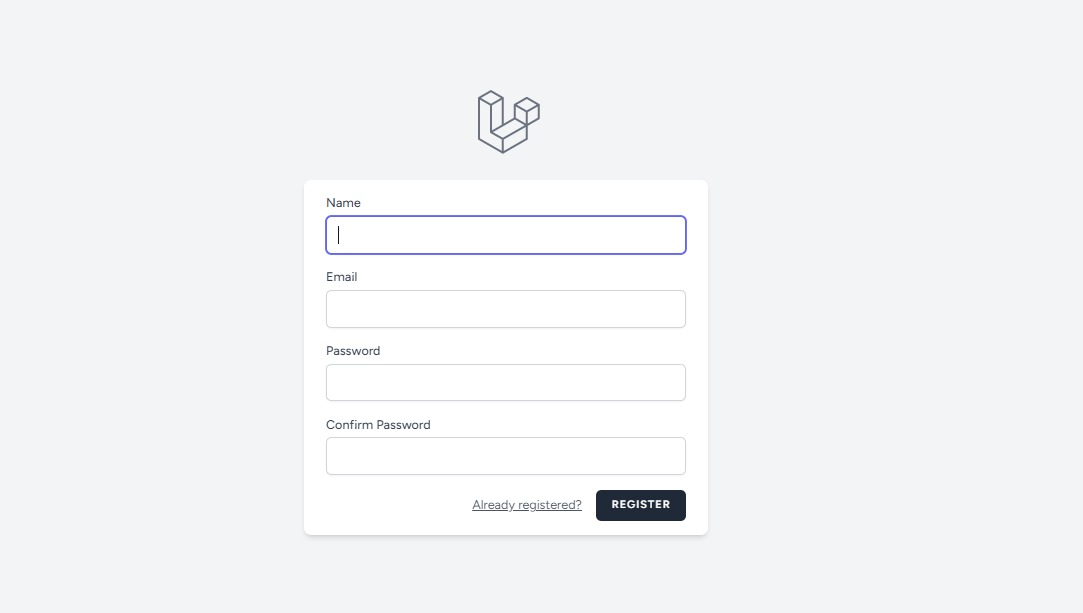 Name
Email
Password
Confirm Password
Already registered? REGISTER